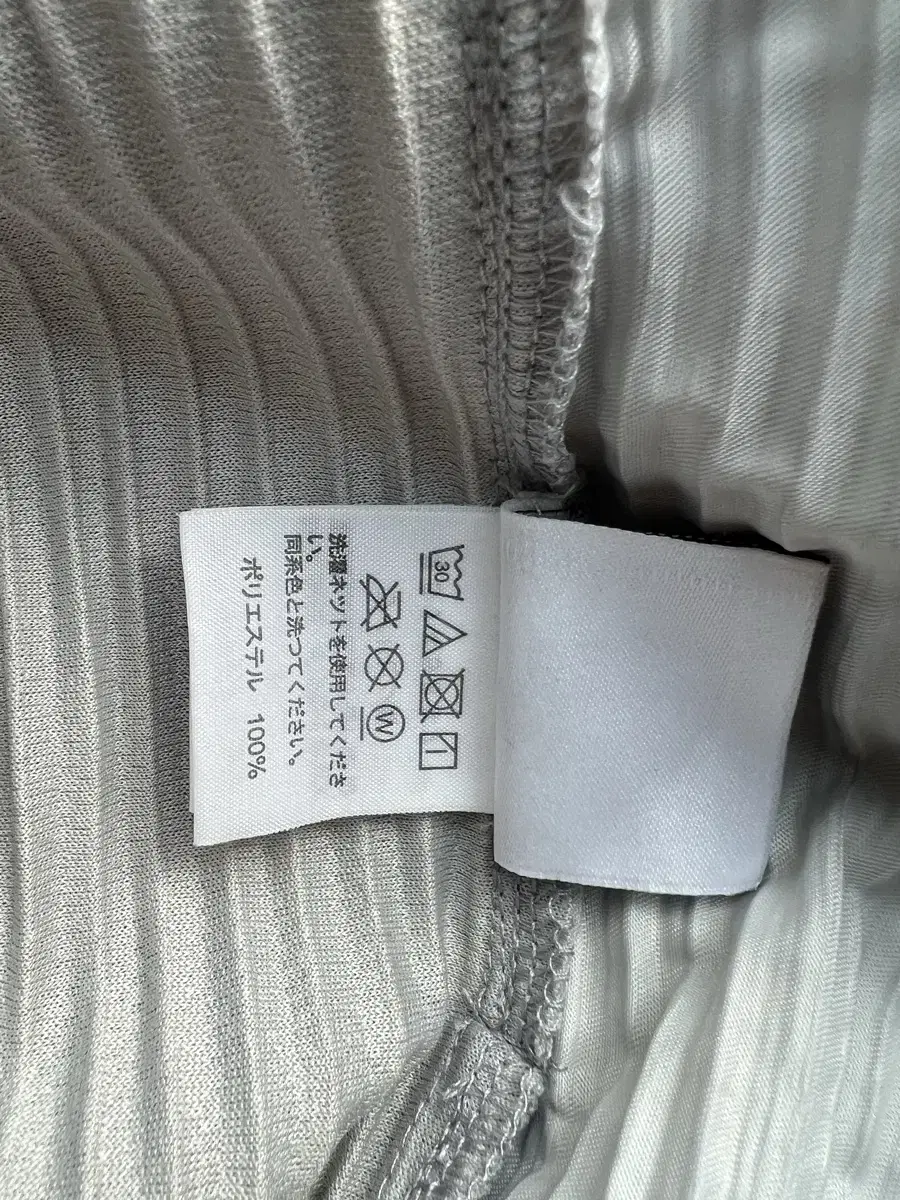 30
W
洗濯ネットを使用してくださ
い。
同系色と洗つてください。
ポリエステル 100%